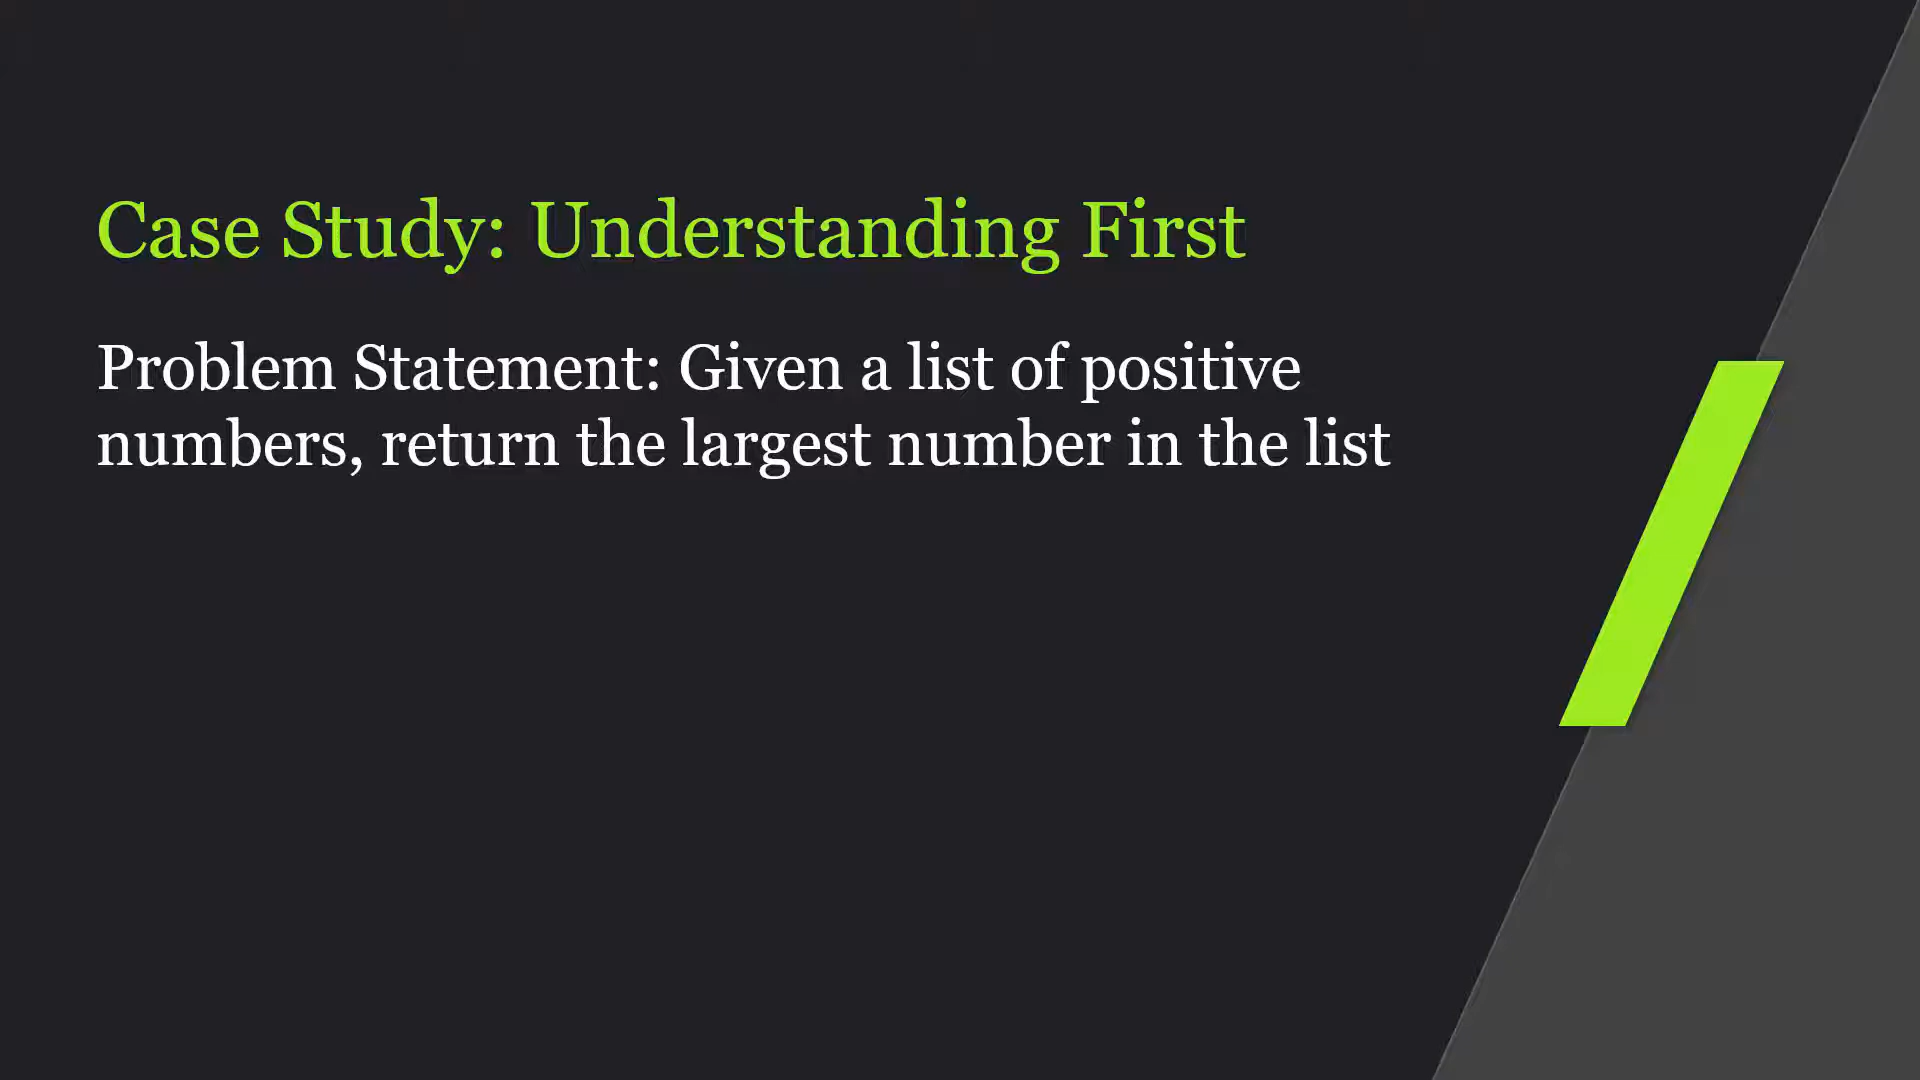 Case Study: Understanding First
Problem Statement: Given a list of positive
numbers, return the largest number in the list